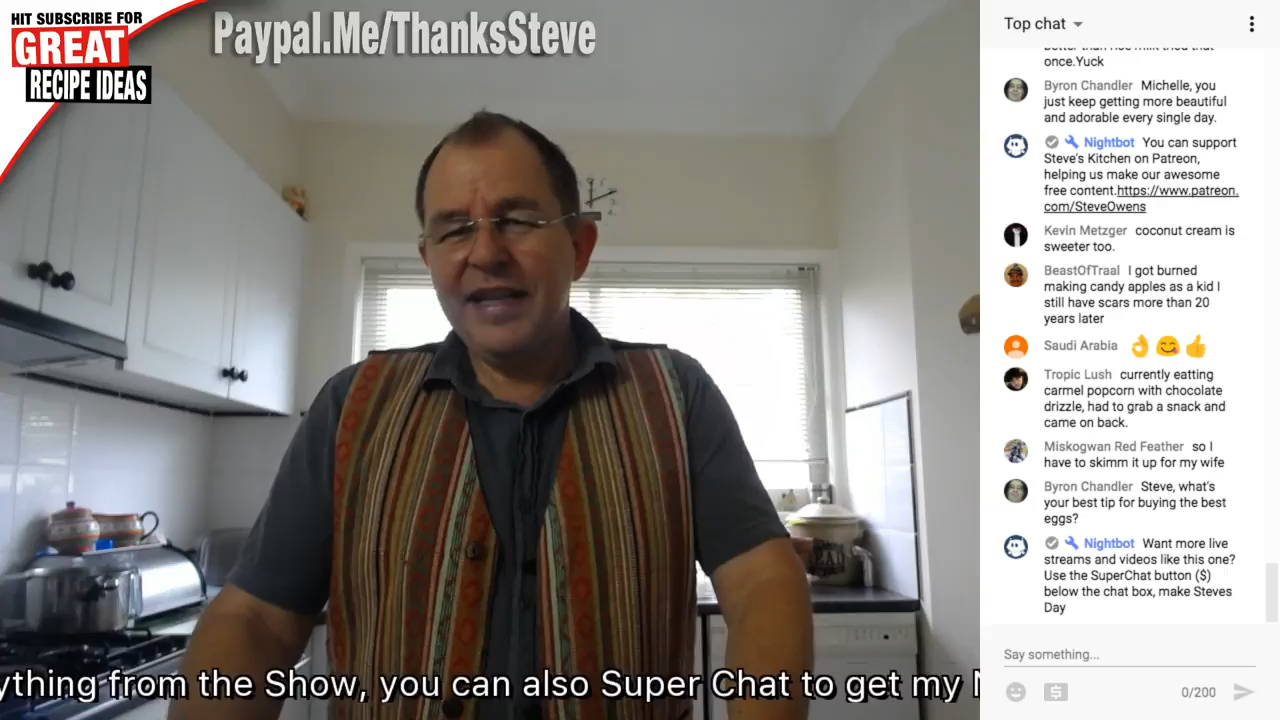 HIT SUBSCRIBE FOR
GREAT
RECIPE IDEAS
Paypal.Me/ThanksSteve
ything from the Show, you can also Super Chat to get my
Top chat
once.Yuck
Byron Chandler Michelle, you
just keep getting more beautiful
and adorable every single day.
Nightbot You can support
Steve's Kitchen on Patreon,
helping us make our awesome
free content.https://www.patreon.
com/SteveOwens
Kevin Metzger coconut cream is
sweeter too.
BeastOfTraal I got burned
making candy apples as a kid I
still have scars more than 20
years later
Saudi Arabia 👌😋👍
Tropic Lush currently eatting
carmel popcorn with chocolate
drizzle, had to grab a snack and
came on back.
Miskogwan Red Feather so I
have to skimm it up for my wife
Byron Chandler Steve, what's
your best tip for buying the best
eggs?
Nightbot Want more live
streams and videos like this one?
Use the SuperChat button ($)
below the chat box, make Steves
Day
Say something...
0/200